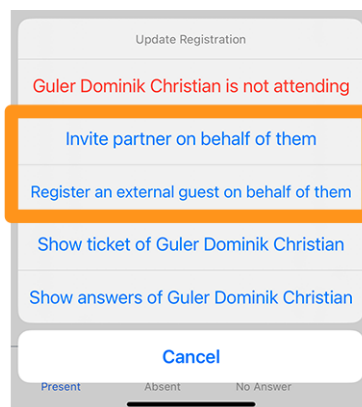 Update Registration
Guler Dominik Christian is not attending
Invite partner on behalf of them
Register an external guest on behalf of them
Show ticket of Guler Dominik Christian
Show answers of Guler Dominik Christian
Cancel
Present Absent No Answer